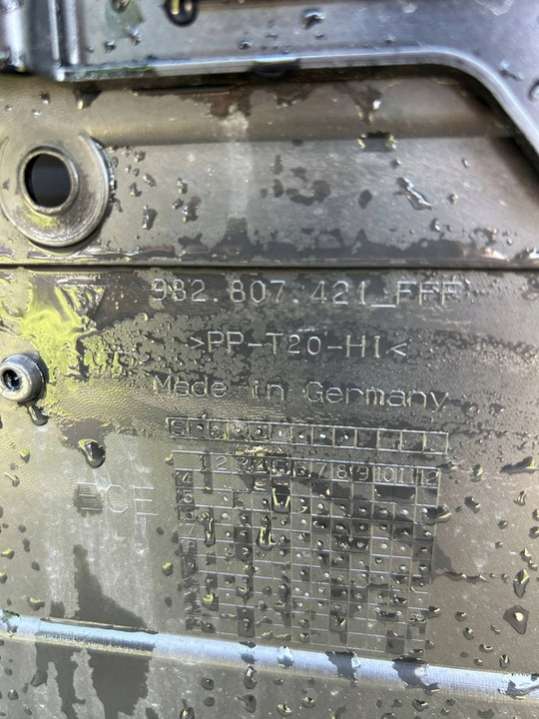 982.807.421_FFF
>PP-T20-HI<
Made in Germany
1 2 3 4 5 6 7 8 9 10 11 12